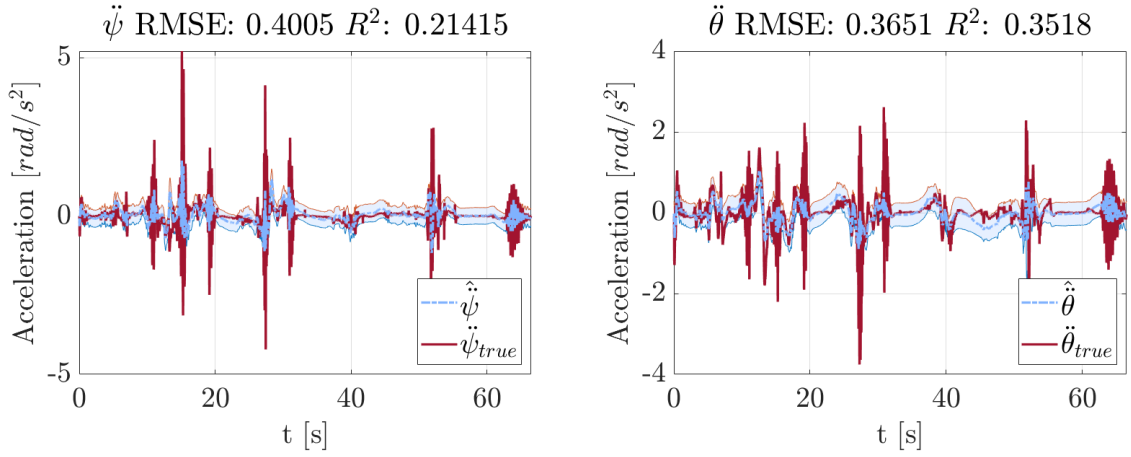 ψ̈ RMSE: 0.4005 R²: 0.21415
Acceleration [rad/s²]
5
0
-5
0
20
40
60
t [s]
ψ̈̂
ψ̈true
θ̈ RMSE: 0.3651 R²: 0.3518
Acceleration [rad/s²]
4
2
0
-2
-4
0
20
40
60
t [s]
θ̈̂
θ̈true